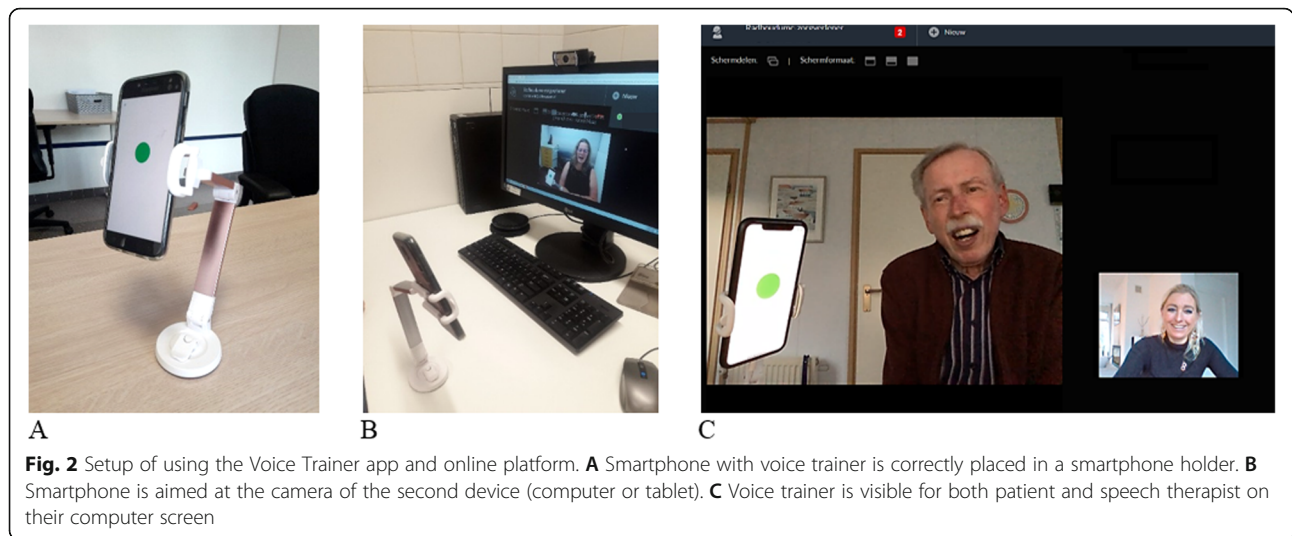 2
Nieuw
Schermdelen.
|
Schermformaat.
A
B
C
Fig. 2 Setup of using the Voice Trainer app and online platform. A Smartphone with voice trainer is correctly placed in a smartphone holder. B
Smartphone is aimed at the camera of the second device (computer or tablet). C Voice trainer is visible for both patient and speech therapist on
their computer screen